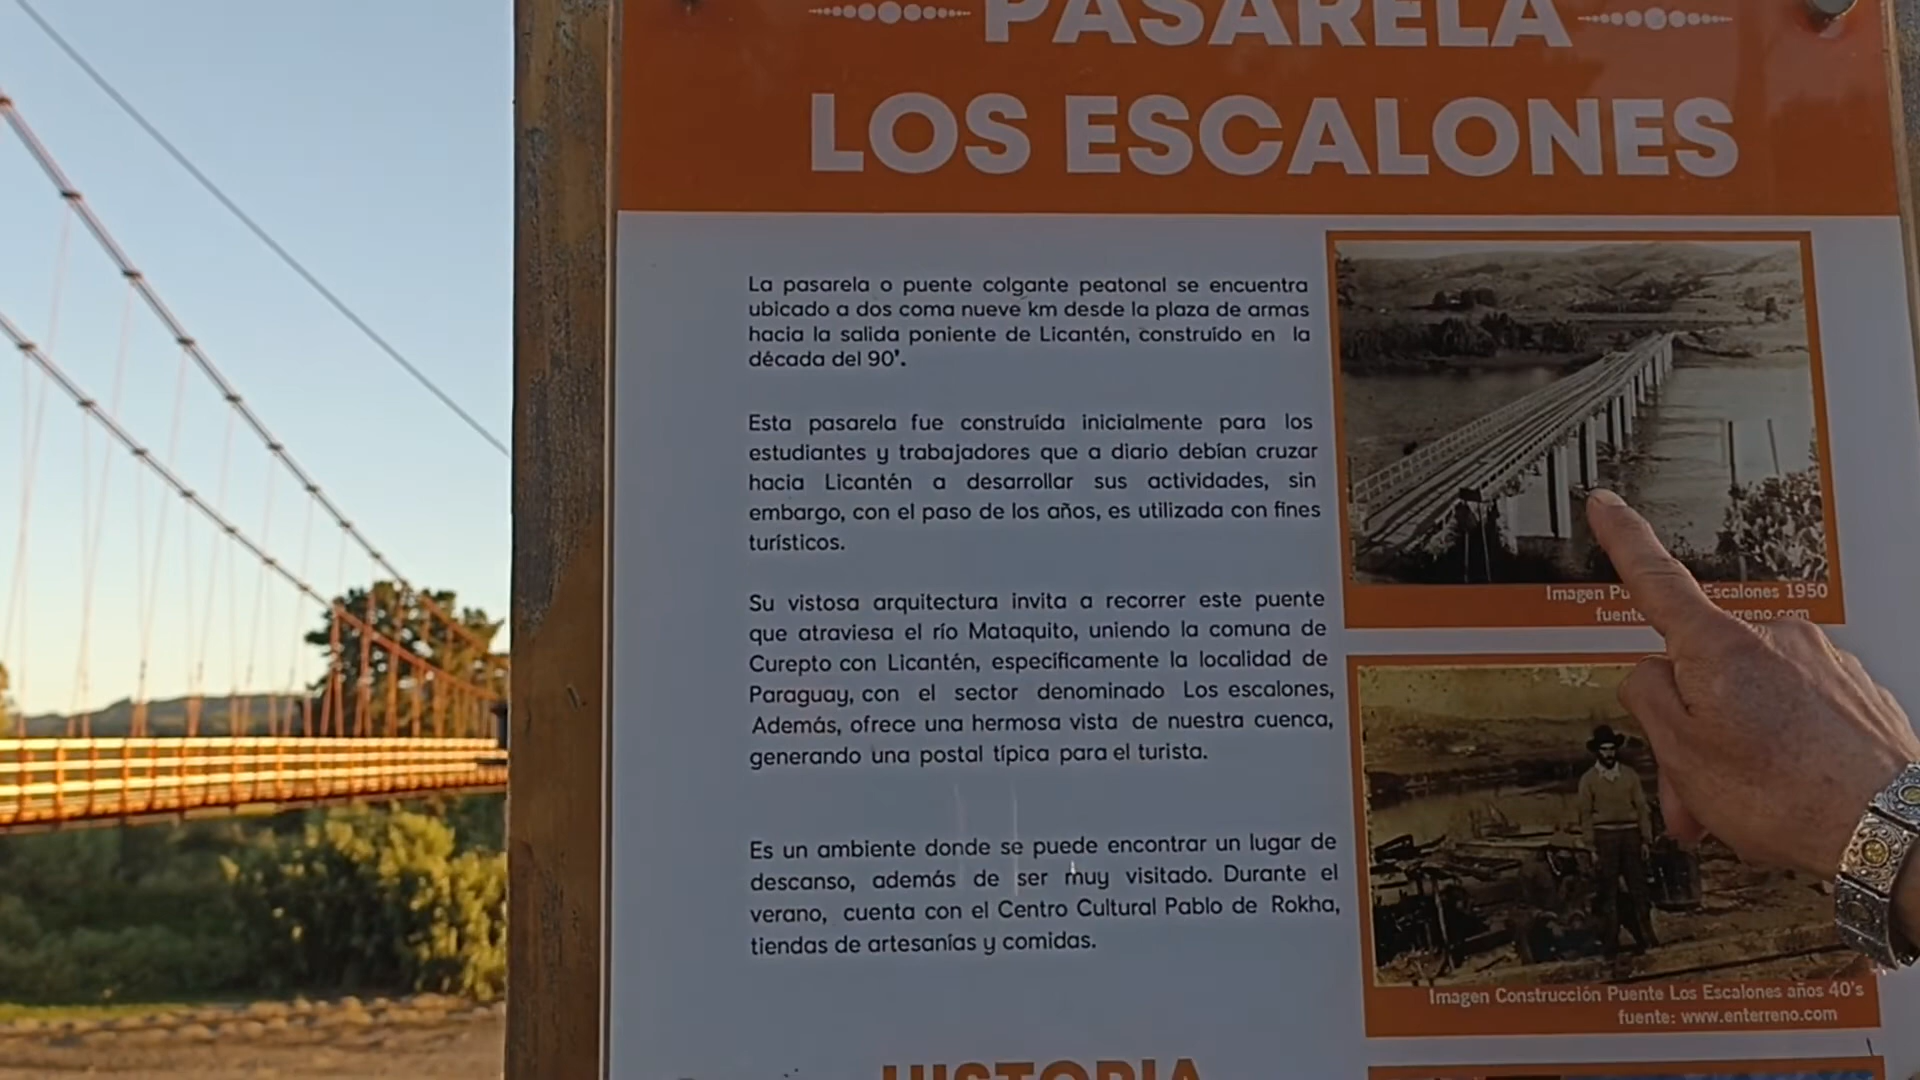 PASARELA
LOS ESCALONES
La pasarela o puente colgante peatonal se encuentra
ubicado a dos coma nueve km desde la plaza de armas
hacia la salida poniente de Licantén, construído en la
década del 90'.
Esta pasarela fue construída inicialmente para los
estudiantes y trabajadores que a diario debían cruzar
hacia Licantén a desarrollar sus actividades, sin
embargo, con el paso de los años, es utilizada con fines
turísticos.
Su vistosa arquitectura invita a recorrer este puente
que atraviesa el río Mataquito, uniendo la comuna de
Curepto con Licantén, específicamente la localidad de
Paraguay, con el sector denominado Los escalones,
Además, ofrece una hermosa vista de nuestra cuenca,
generando una postal típica para el turista.
Es un ambiente donde se puede encontrar un lugar de
descanso, además de ser muy visitado. Durante el
verano, cuenta con el Centro Cultural Pablo de Rokha,
tiendas de artesanías y comidas.
Imagen Escalones 1950
Imagen Construcción Puente Los Escalones años 40's
fuente: www.enterreno.com
HISTORIA